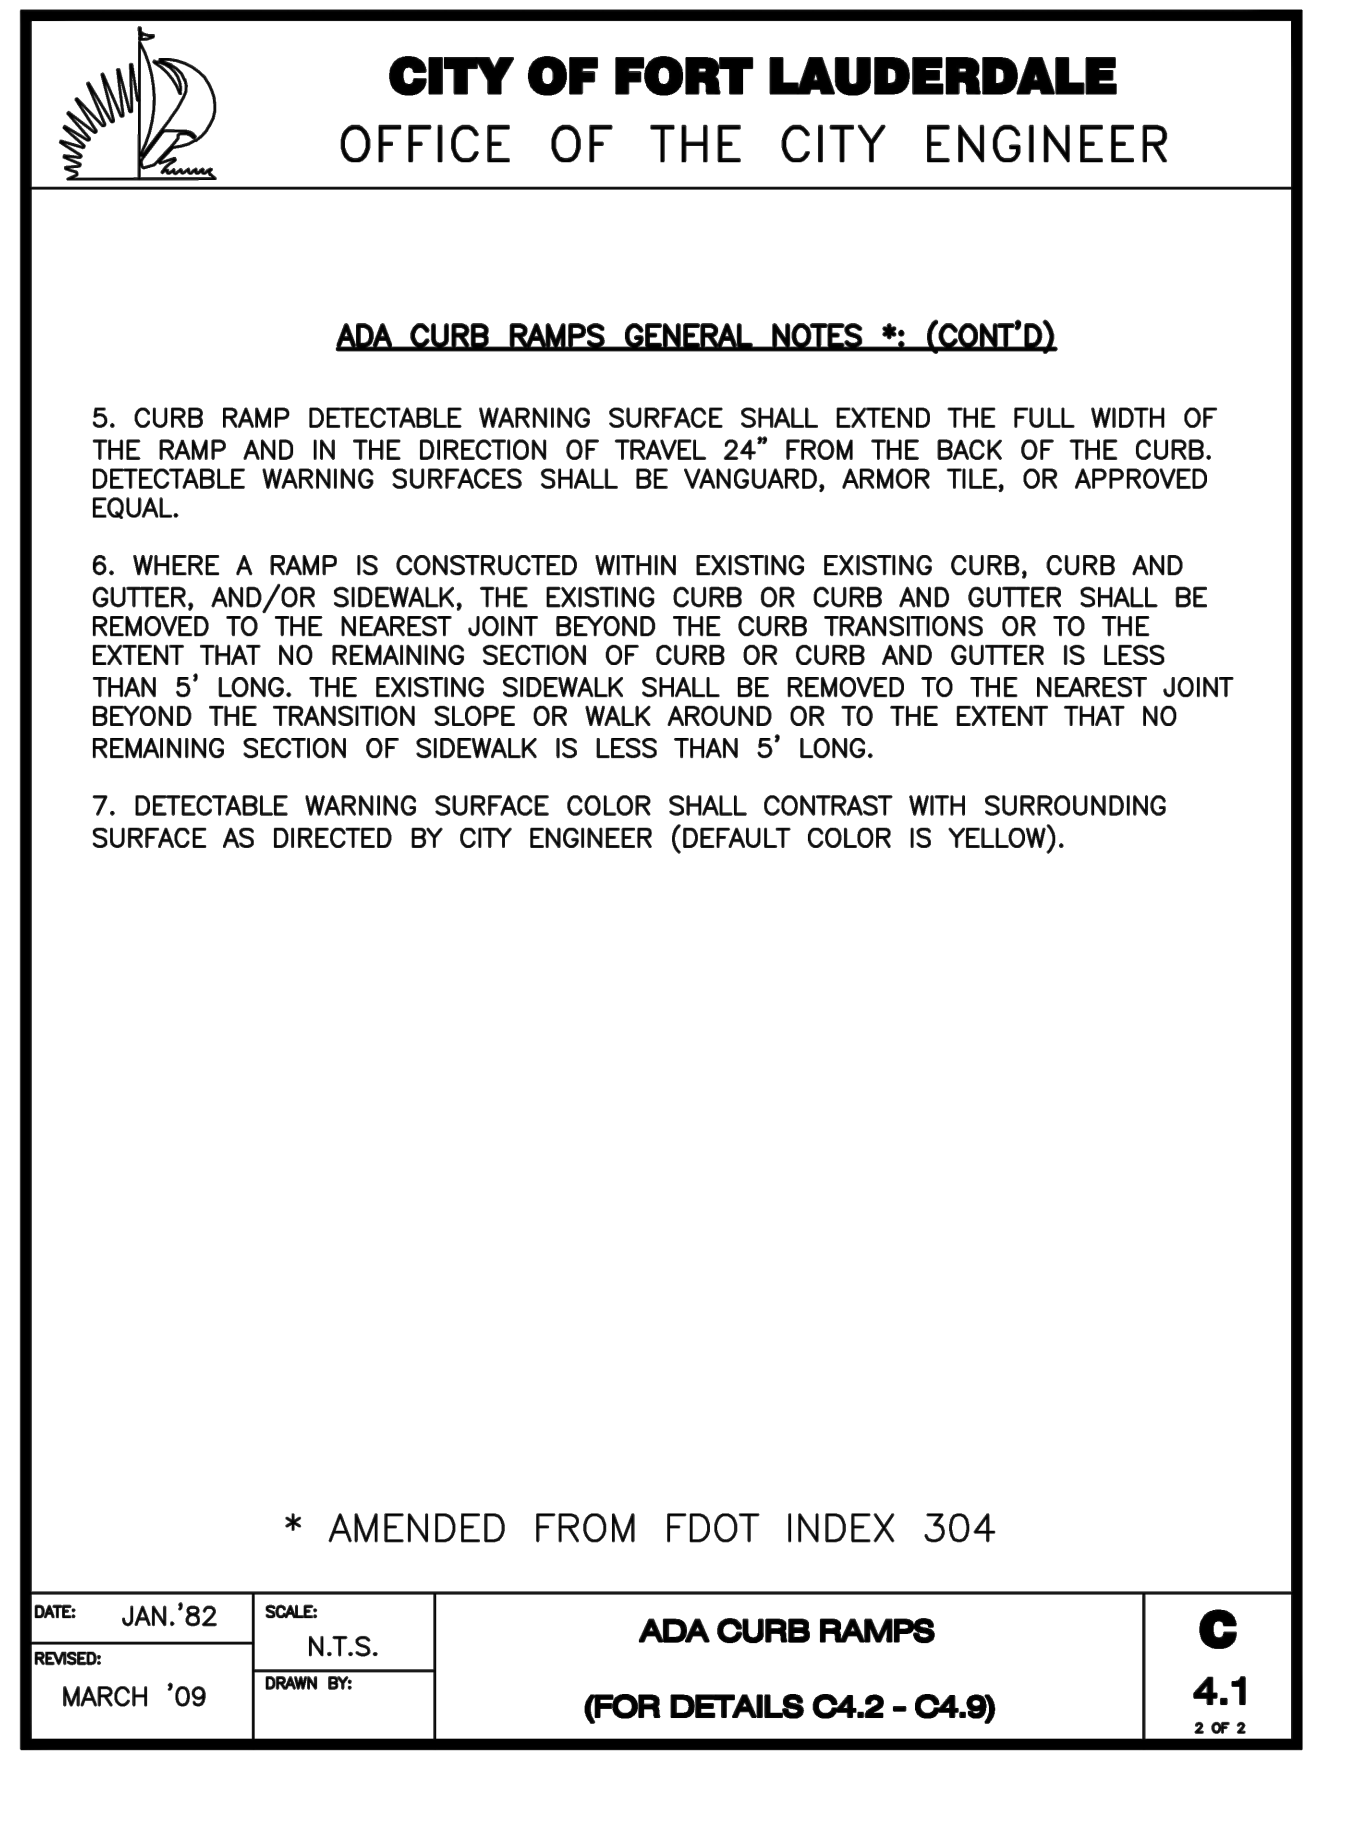 CITY OF FORT LAUDERDALE
OFFICE OF THE CITY ENGINEER
ADA CURB RAMPS GENERAL NOTES *: (CONT'D)
5. CURB RAMP DETECTABLE WARNING SURFACE SHALL EXTEND THE FULL WIDTH OF
THE RAMP AND IN THE DIRECTION OF TRAVEL 24" FROM THE BACK OF THE CURB.
DETECTABLE WARNING SURFACES SHALL BE VANGUARD, ARMOR TILE, OR APPROVED
EQUAL.
6. WHERE A RAMP IS CONSTRUCTED WITHIN EXISTING EXISTING CURB, CURB AND
GUTTER, AND/OR SIDEWALK, THE EXISTING CURB OR CURB AND GUTTER SHALL BE
REMOVED TO THE NEAREST JOINT BEYOND THE CURB TRANSITIONS OR TO THE
EXTENT THAT NO REMAINING SECTION OF CURB OR CURB AND GUTTER IS LESS
THAN 5' LONG. THE EXISTING SIDEWALK SHALL BE REMOVED TO THE NEAREST JOINT
BEYOND THE TRANSITION SLOPE OR WALK AROUND OR TO THE EXTENT THAT NO
REMAINING SECTION OF SIDEWALK IS LESS THAN 5' LONG.
7. DETECTABLE WARNING SURFACE COLOR SHALL CONTRAST WITH SURROUNDING
SURFACE AS DIRECTED BY CITY ENGINEER (DEFAULT COLOR IS YELLOW).
* AMENDED FROM FDOT INDEX 304
DATE: JAN.'82
REVISED:
MARCH '09
SCALE:
N.T.S.
DRAWN BY:
ADA CURB RAMPS
(FOR DETAILS C4.2 - C4.9)
C
4.1
2 OF 2